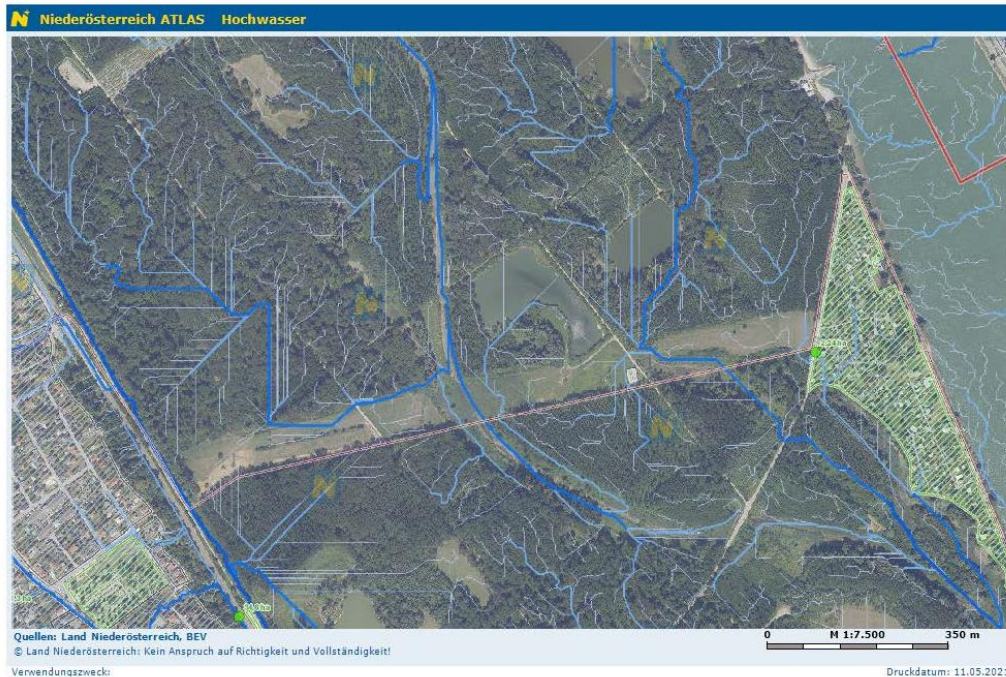 Niederösterreich ATLAS Hochwasser
Quellen: Land Niederösterreich, BEV
© Land Niederösterreich: Kein Anspruch auf Richtigkeit und Vollständigkeit!
0 M 1:7.500 350 m
Verwendungszweck:
Druckdatum: 11.05.2021